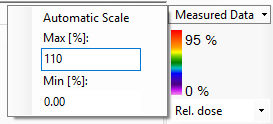 Automatic Scale
Max [%]:
110
Min [%]:
0.00
Measured Data
95 %
0 %
Rel. dose